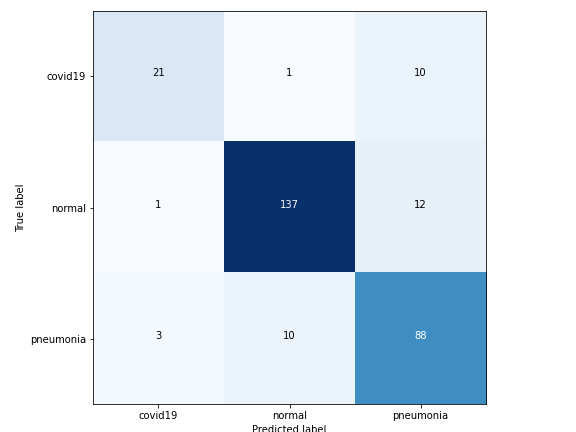 covid19 21 1 10
normal 1 137 12
pneumonia 3 10 88
True label
covid19 normal pneumonia
Predicted label